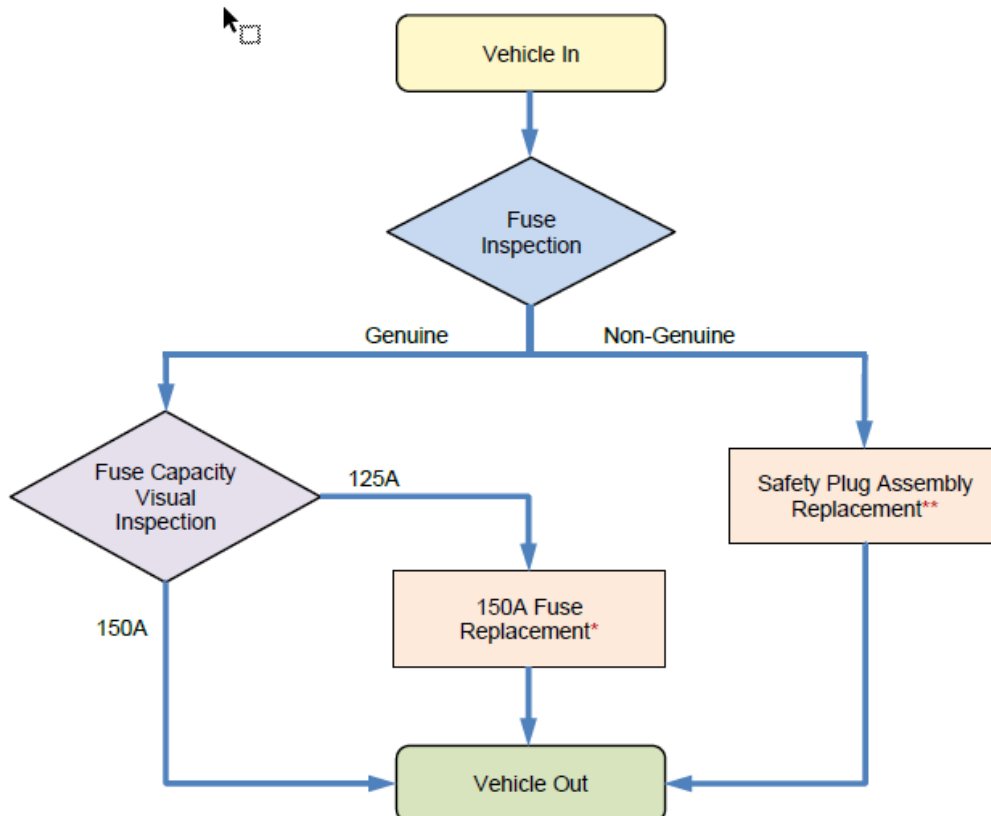 Vehicle In
Fuse
Inspection
Genuine
Non-Genuine
Fuse Capacity
Visual
Inspection
125A
Safety Plug Assembly
Replacement**
150A
150A Fuse
Replacement*
Vehicle Out